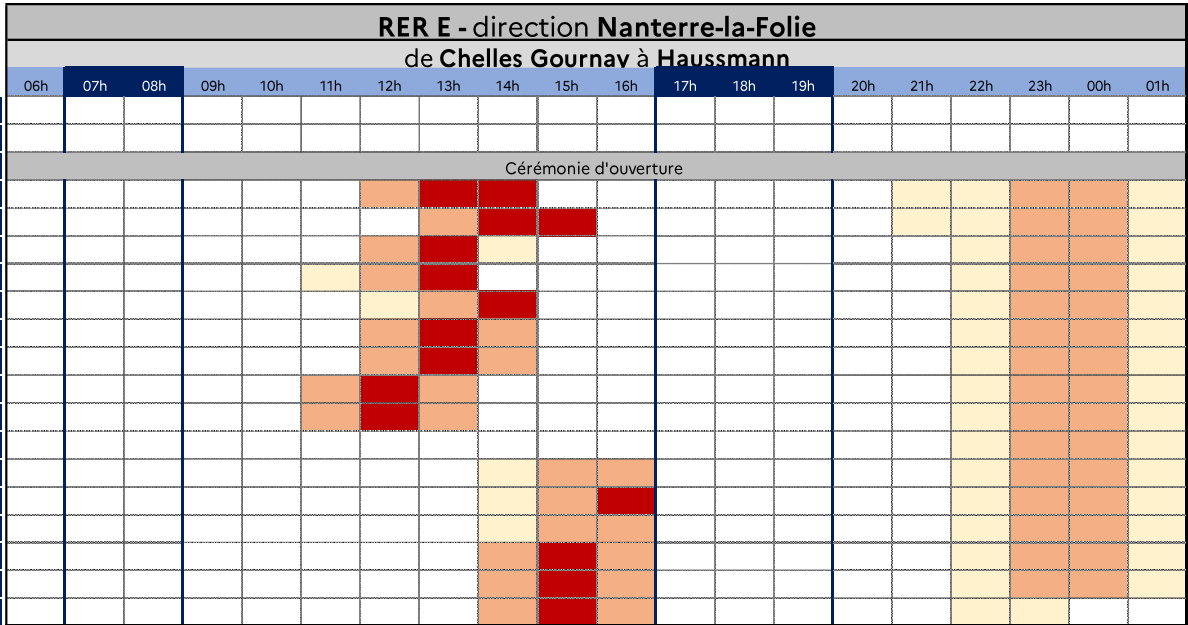 RER E - direction Nanterre-la-Folie
de Chelles Gournay à Haussmann
06h 07h 08h 09h 10h 11h 12h 13h 14h 15h 16h 17h 18h 19h 20h 21h 22h 23h 00h 01h
Cérémonie d'ouverture